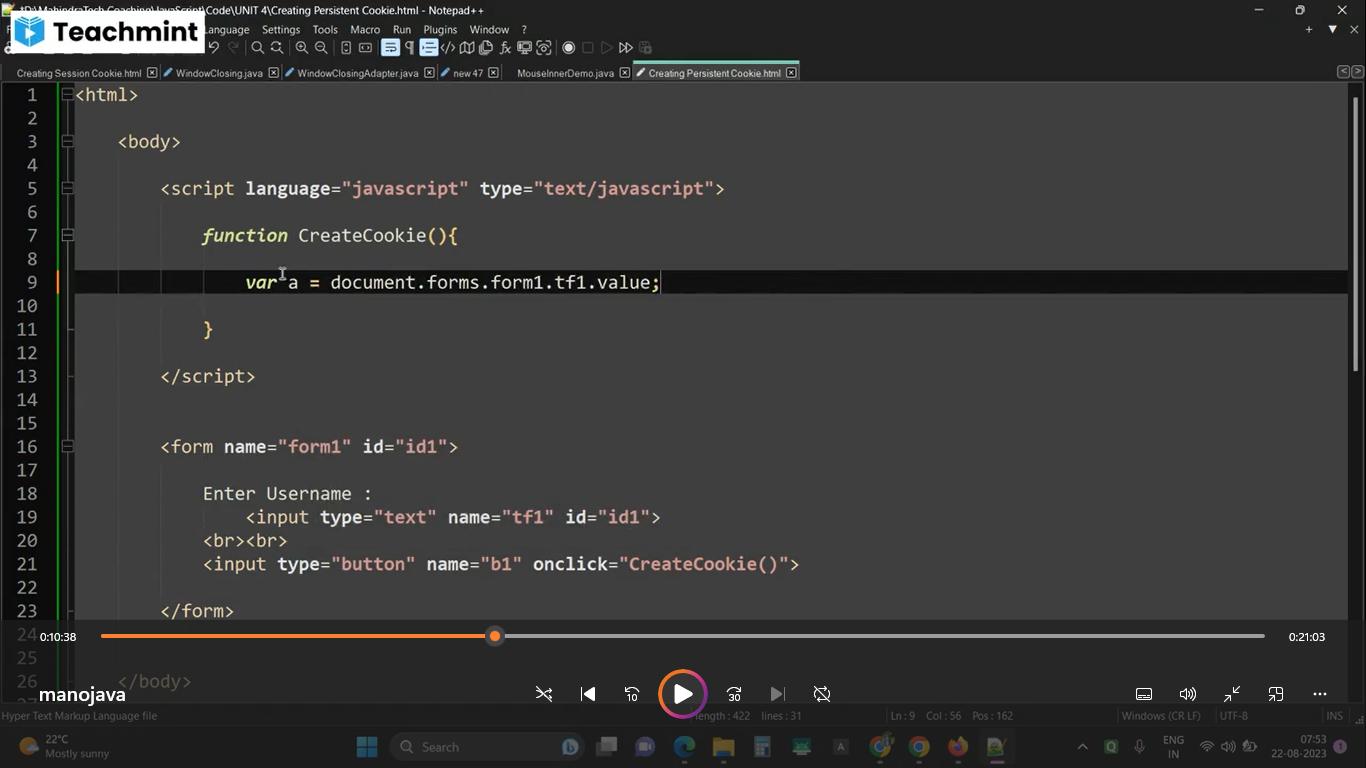 *D:\MahindraTeach Coaching\JavaScript\Code\UNIT 4\Creating Persistent Cookie.html - Notepad++
Teachmint
Language Settings Tools Macro Run Plugins Window ?
Creating Session Cookie.html WindowClosing.java WindowClosingAdapter.java new 47 MouseInnerDemo.java Creating Persistent Cookie.html
1 <html>
2
3 <body>
4
5 <script language="javascript" type="text/javascript">
6
7 function CreateCookie(){
8
9 var a = document.forms.form1.tf1.value;
10
11 }
12
13 </script>
14
15
16 <form name="form1" id="id1">
17
18 Enter Username :
19 <input type="text" name="tf1" id="id1">
20 <br><br>
21 <input type="button" name="b1" onclick="CreateCookie()">
22
23 </form>
24
0:10:38 0:21:03
25
26 </body>
manojava
10 30
Hyper Text Markup Language file length : 422 lines : 31 Ln : 9 Col : 56 Pos : 162 Windows (CR LF) UTF-8 INS
22°C
Mostly sunny
Search
ENG
IN
07:53
22-08-2023
1